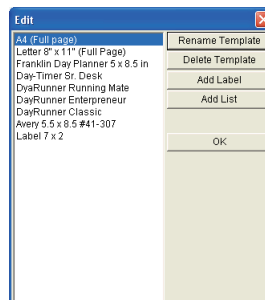 Edit
A4 (Full page)
Letter 8" x 11" (Full Page)
Franklin Day Planner 5 x 8.5 in
Day-Timer Sr. Desk
DyaRunner Running Mate
DayRunner Enterpreneur
DayRunner Classic
Avery 5.5 x 8.5 #41-307
Label 7 x 2
Rename Template
Delete Template
Add Label
Add List
OK